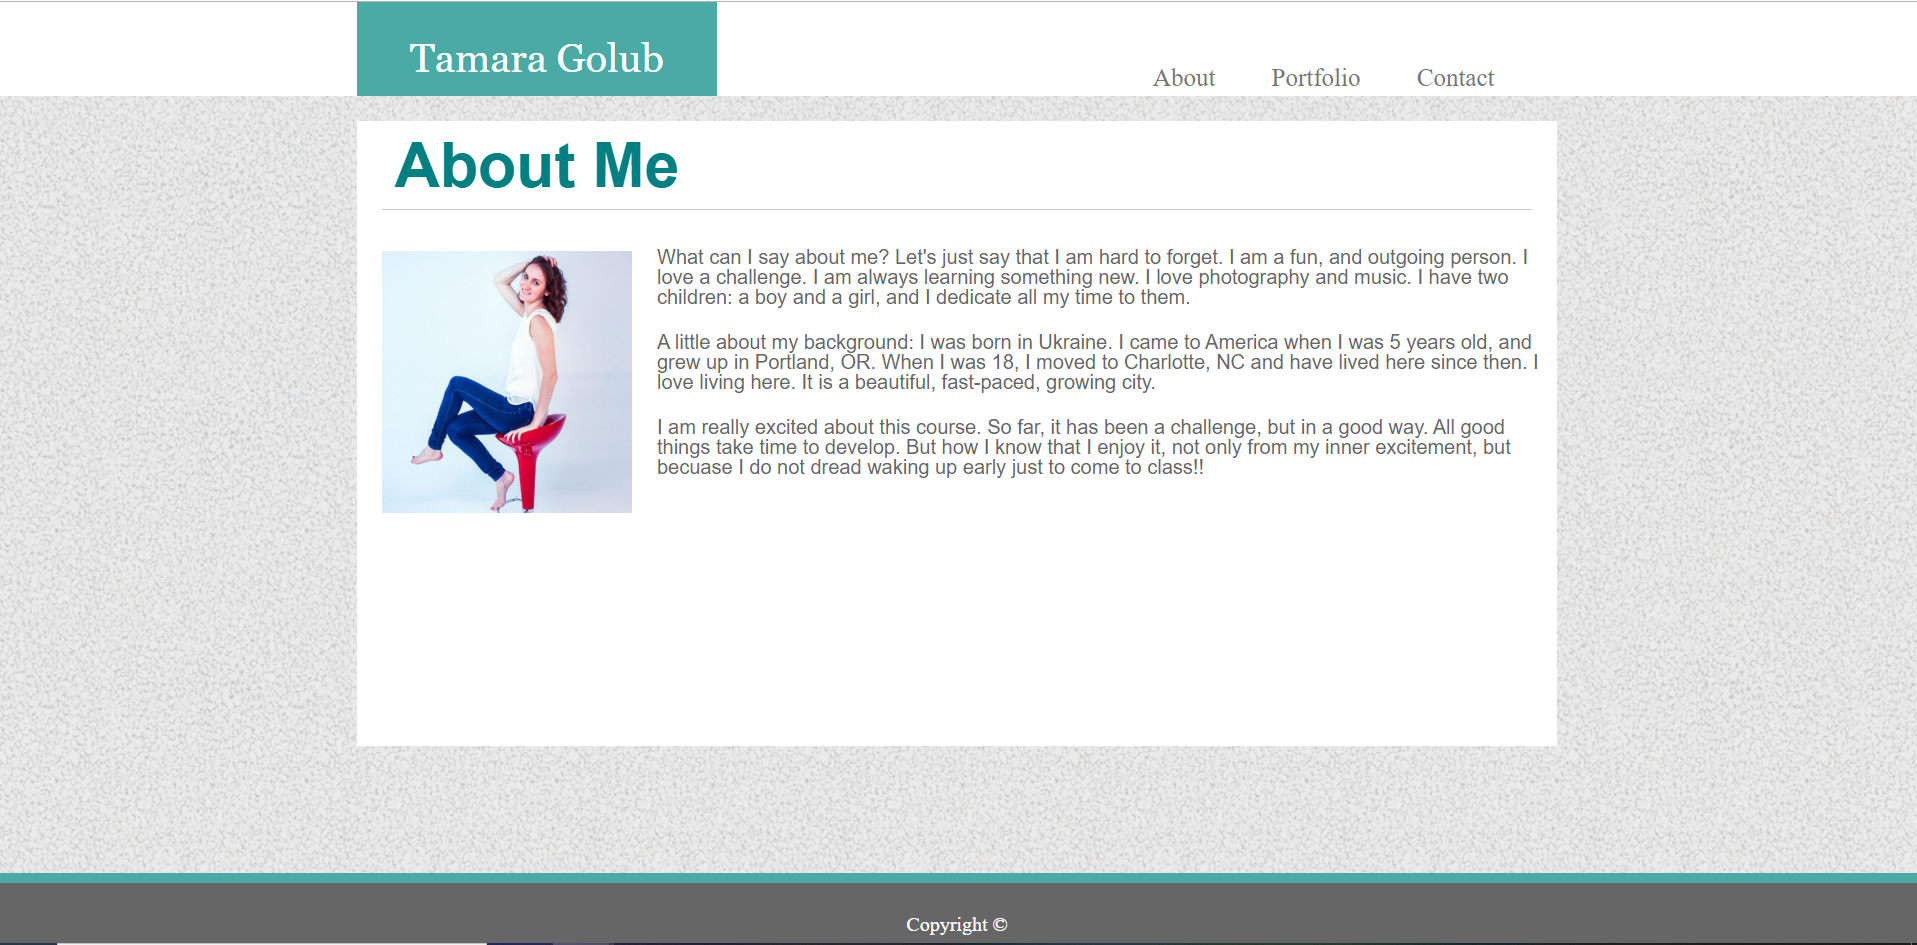 Tamara Golub
About Portfolio Contact
About Me
What can I say about me? Let's just say that I am hard to forget. I am a fun, and outgoing person. I
love a challenge. I am always learning something new. I love photography and music. I have two
children: a boy and a girl, and I dedicate all my time to them.
A little about my background: I was born in Ukraine. I came to America when I was 5 years old, and
grew up in Portland, OR. When I was 18, I moved to Charlotte, NC and have lived here since then. I
love living here. It is a beautiful, fast-paced, growing city.
I am really excited about this course. So far, it has been a challenge, but in a good way. All good
things take time to develop. But how I know that I enjoy it, not only from my inner excitement, but
becuase I do not dread waking up early just to come to class!!
Copyright ©